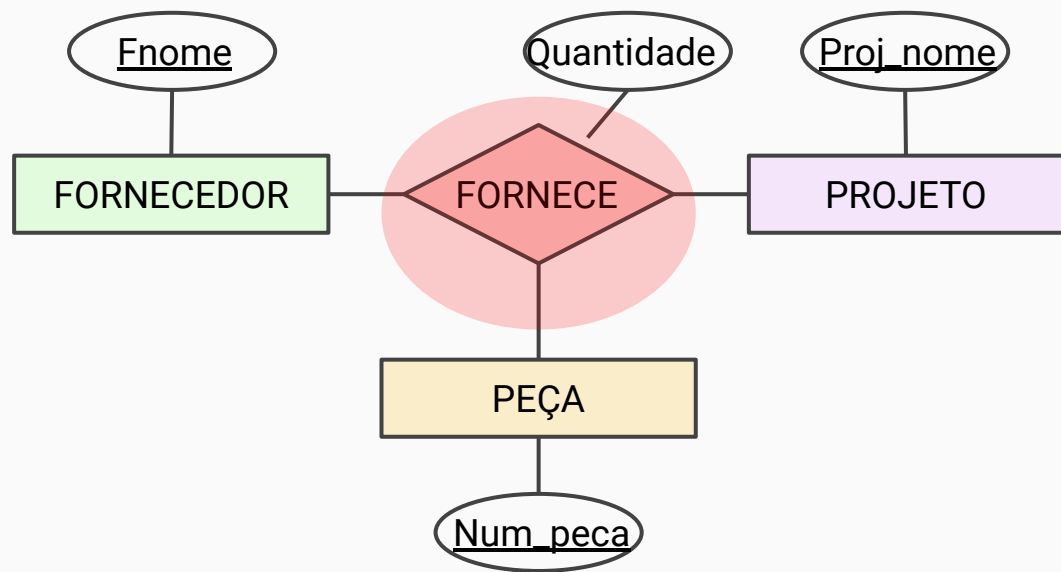 Fnome
Quantidade
Proj_nome
FORNECEDOR
FORNECE
PROJETO
PEÇA
Num_peca